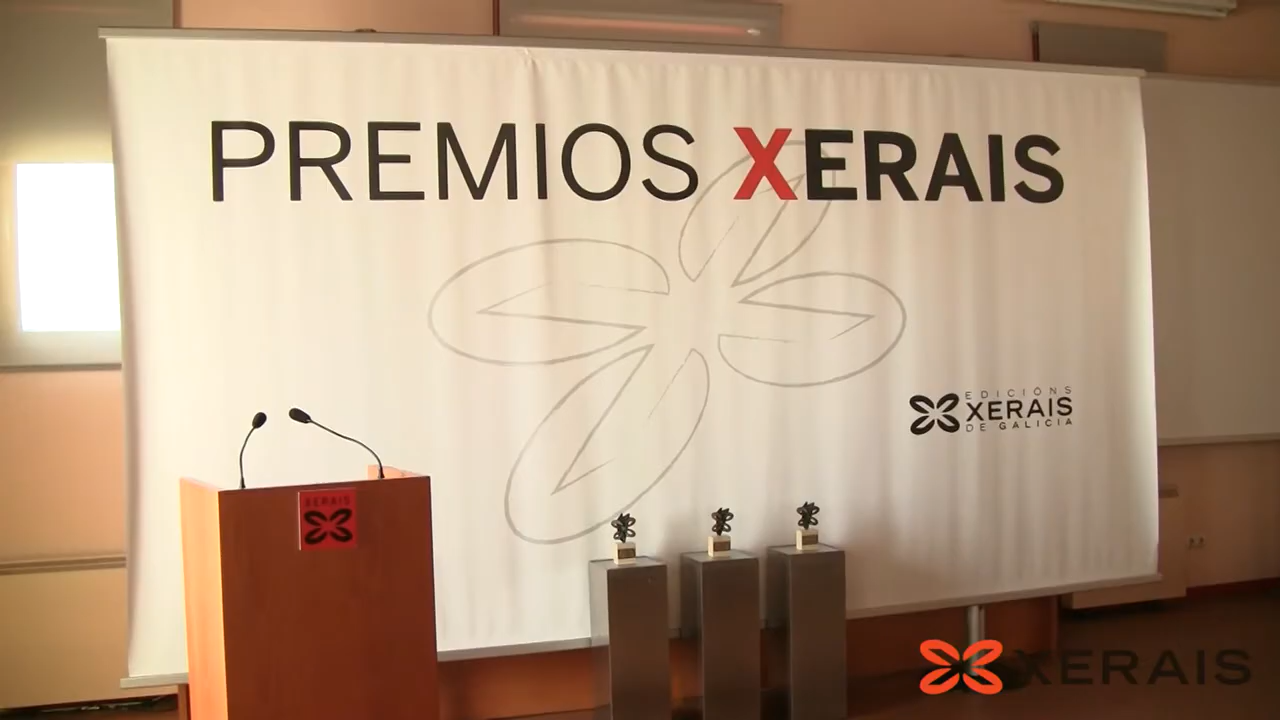 PREMIOS XERAIS
EDICIÓNS
XERAIS
DE GALICIA
XERAIS
XERAIS